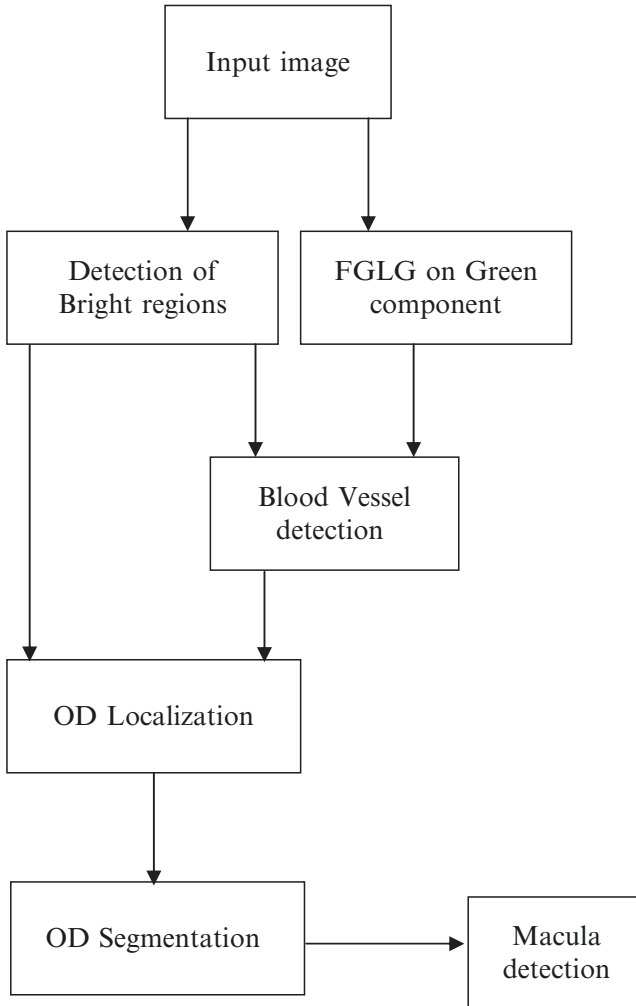 Input image
Detection of
Bright regions
FGLG on Green
component
Blood Vessel
detection
OD Localization
OD Segmentation
Macula
detection